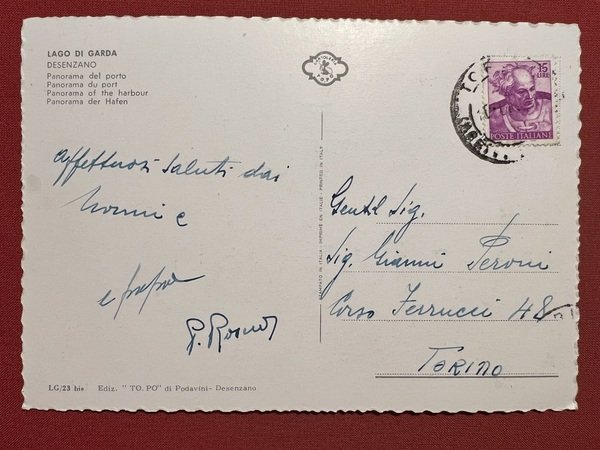 LAGO DI GARDA
DESENZANO
Panorama del porto
Panorama du port
Panorama of the harbour
Panorama der Hafen
15
LIRE
POSTE ITALIANE
Affettuosi saluti dai
nonni e
e papà
STAMPATO IN ITALIA - IMPRIMÉ EN ITALIE - PRINTED IN ITALY
Gentil Sig.
Sig. Gianni Peroni
Corso Ferrucci 48
TORINO
LG/23 bis Ediz. "TO. PO" di Podavini - Desenzano